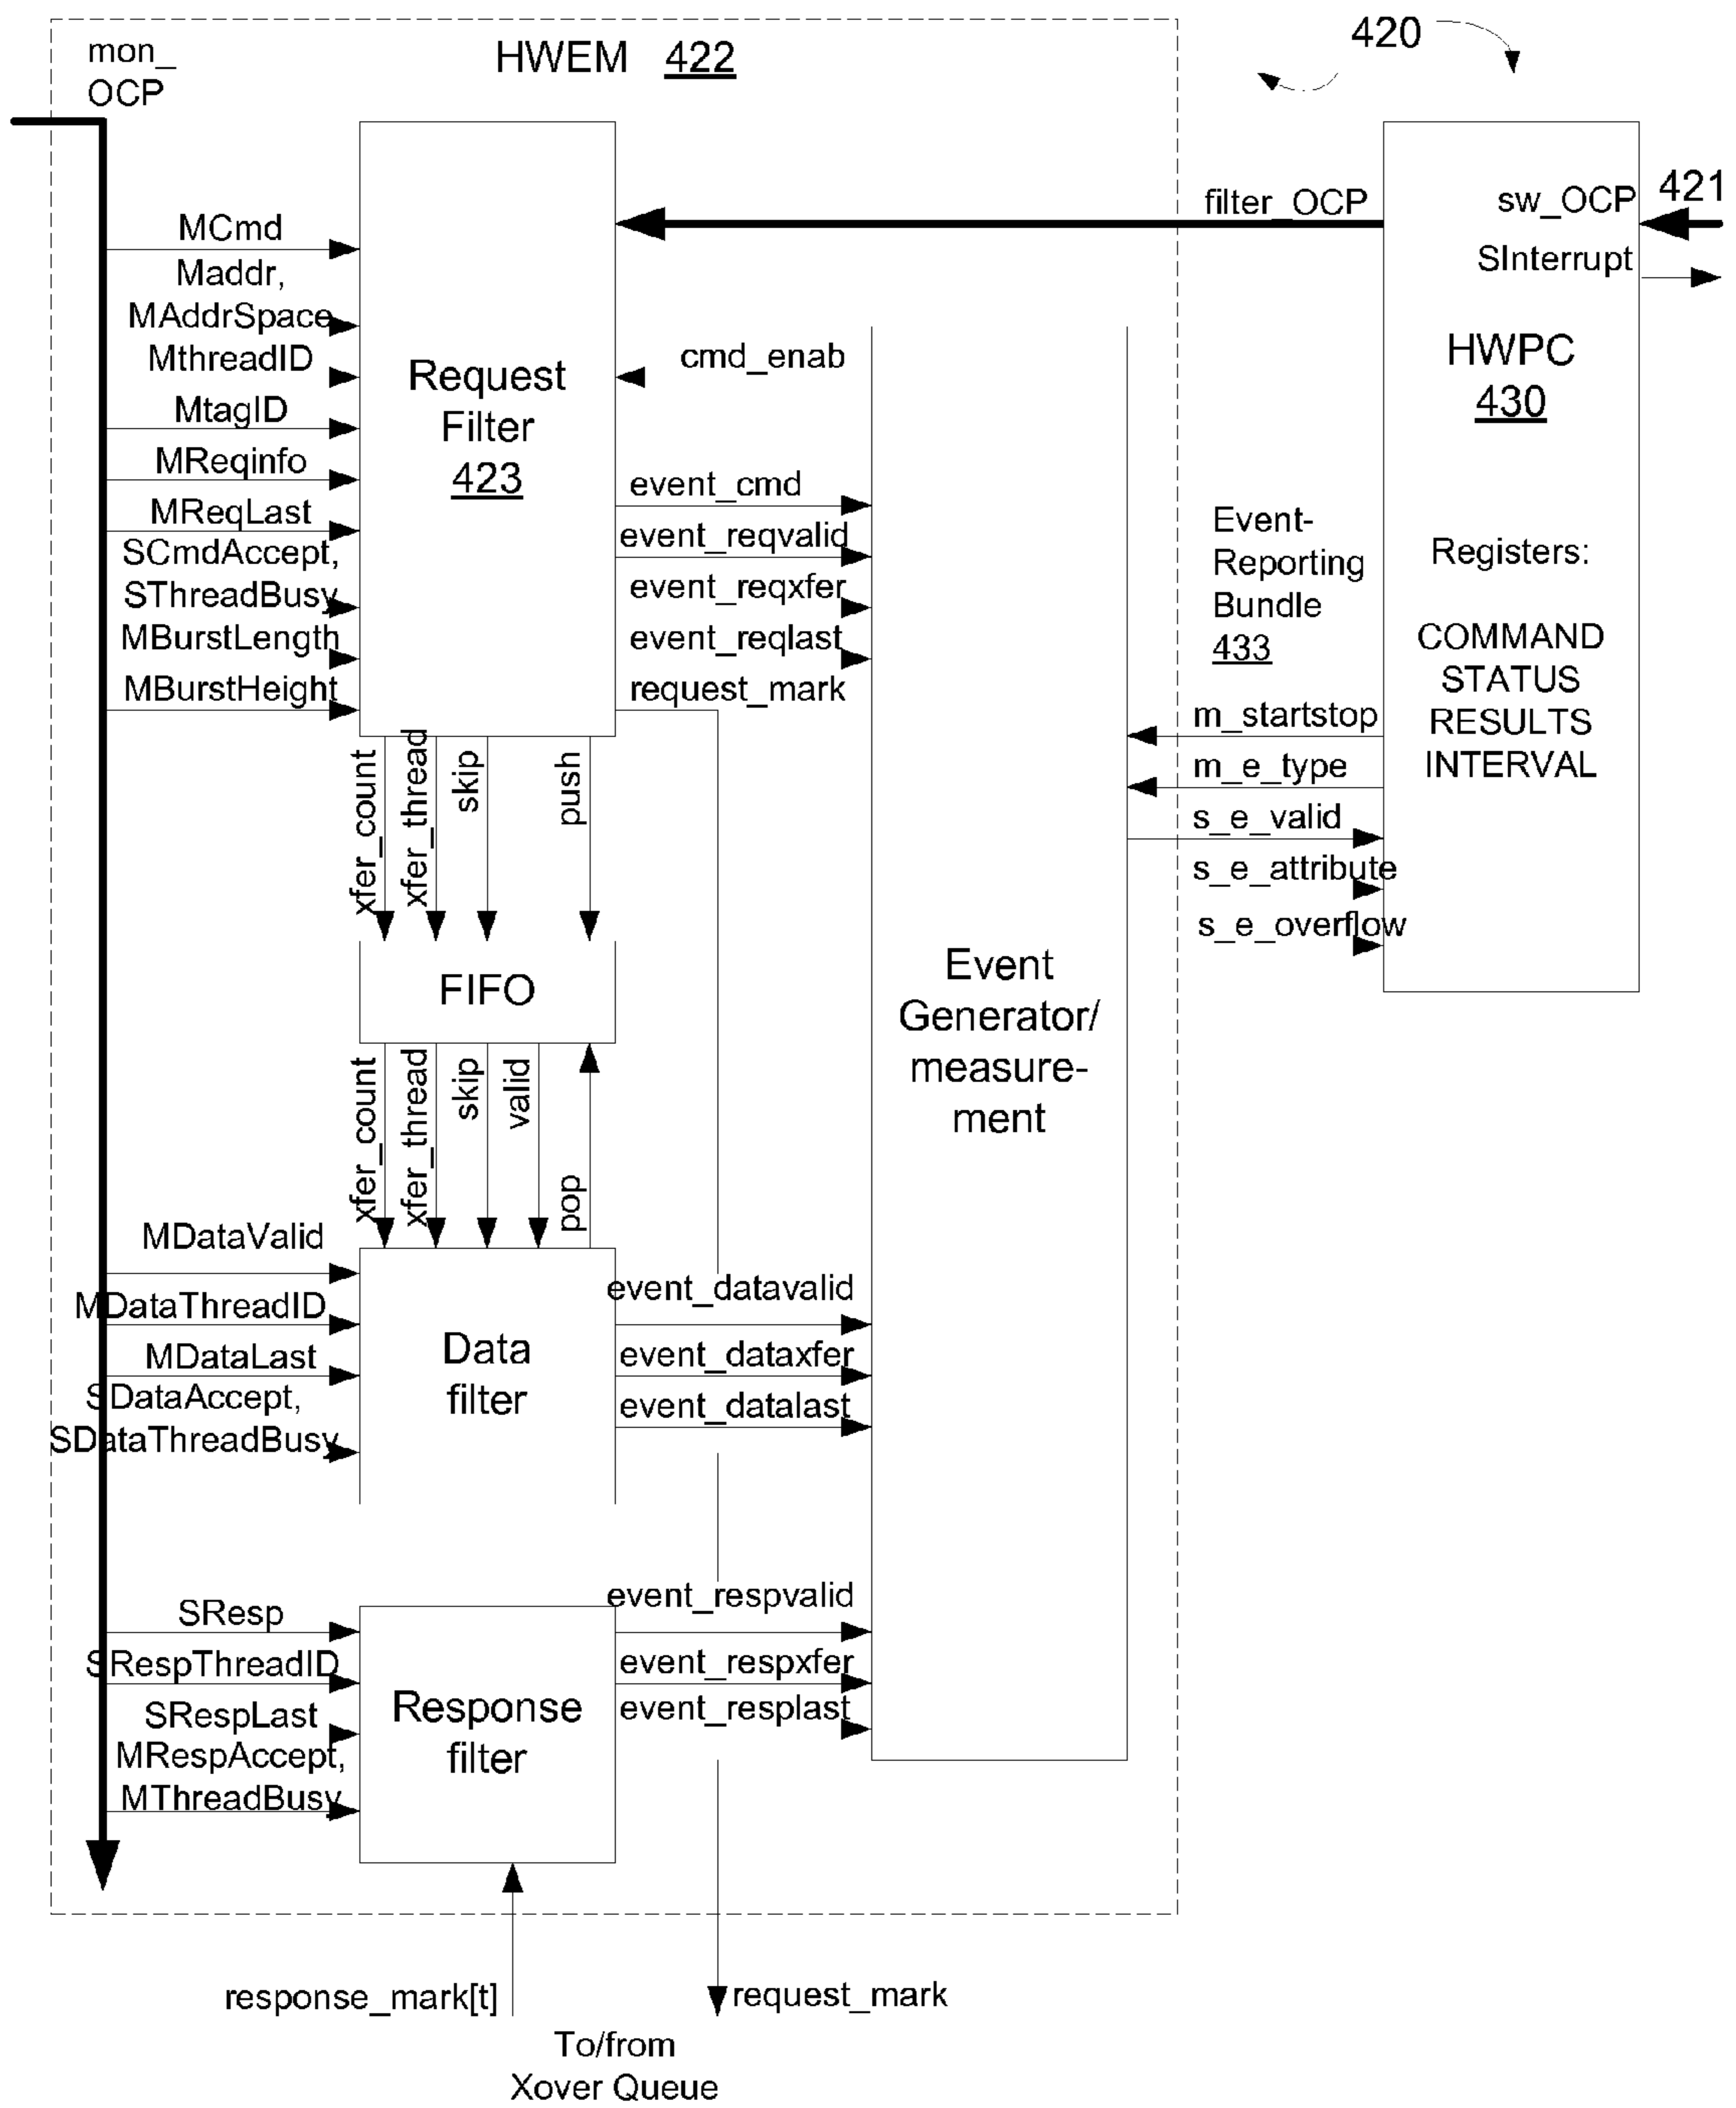 mon_
OCP
HWEM 422
420
MCmd
Maddr,
MAddrSpace
MthreadID
MtagID
MReqinfo
MReqLast
SCmdAccept,
SThreadBusy
MBurstLength
MBurstHeight
Request
Filter
423
filter_OCP
sw_OCP
421
SInterrupt
HWPC
430
Registers:
COMMAND
STATUS
RESULTS
INTERVAL
cmd_enab
event_cmd
event_reqvalid
event_reqxfer
event_reqlast
request_mark
Event-
Reporting
Bundle
433
m_startstop
m_e_type
s_e_valid
s_e_attribute
s_e_overflow
xfer_count
xfer_thread
skip
push
FIFO
xfer_count
xfer_thread
skip
valid
pop
Event
Generator/
measure-
ment
MDataValid
MDataThreadID
MDataLast
SDataAccept,
SDataThreadBusy
Data
filter
event_datavalid
event_dataxfer
event_datalast
SResp
SRespThreadID
SRespLast
MRespAccept,
MThreadBusy
Response
filter
event_respvalid
event_respxfer
event_resplast
response_mark[t]
request_mark
To/from
Xover Queue